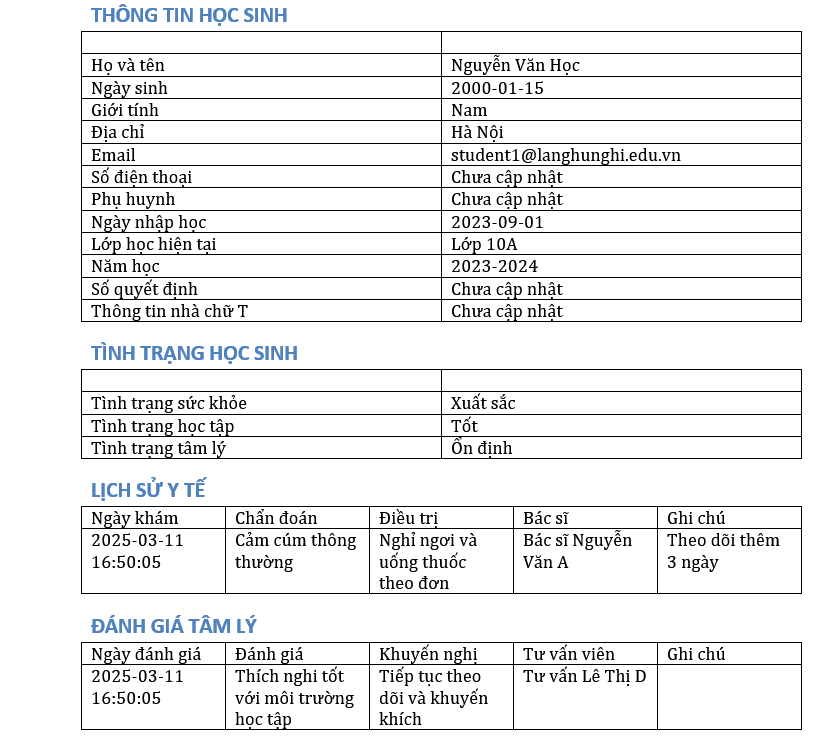 THÔNG TIN HỌC SINH
Họ và tên Nguyễn Văn Học
Ngày sinh 2000-01-15
Giới tính Nam
Địa chỉ Hà Nội
Email student1@langhunghi.edu.vn
Số điện thoại Chưa cập nhật
Phụ huynh Chưa cập nhật
Ngày nhập học 2023-09-01
Lớp học hiện tại Lớp 10A
Năm học 2023-2024
Số quyết định Chưa cập nhật
Thông tin nhà chữ T Chưa cập nhật
TÌNH TRẠNG HỌC SINH
Tình trạng sức khỏe Xuất sắc
Tình trạng học tập Tốt
Tình trạng tâm lý Ổn định
LỊCH SỬ Y TẾ
Ngày khám Chẩn đoán Điều trị Bác sĩ Ghi chú
2025-03-11 Cảm cúm thông Nghỉ ngơi và Bác sĩ Nguyễn Theo dõi thêm
16:50:05 thường uống thuốc Văn A 3 ngày
theo đơn
ĐÁNH GIÁ TÂM LÝ
Ngày đánh giá Đánh giá Khuyến nghị Tư vấn viên Ghi chú
2025-03-11 Thích nghi tốt Tiếp tục theo Tư vấn Lê Thị D
16:50:05 với môi trường dõi và khuyến
học tập khích